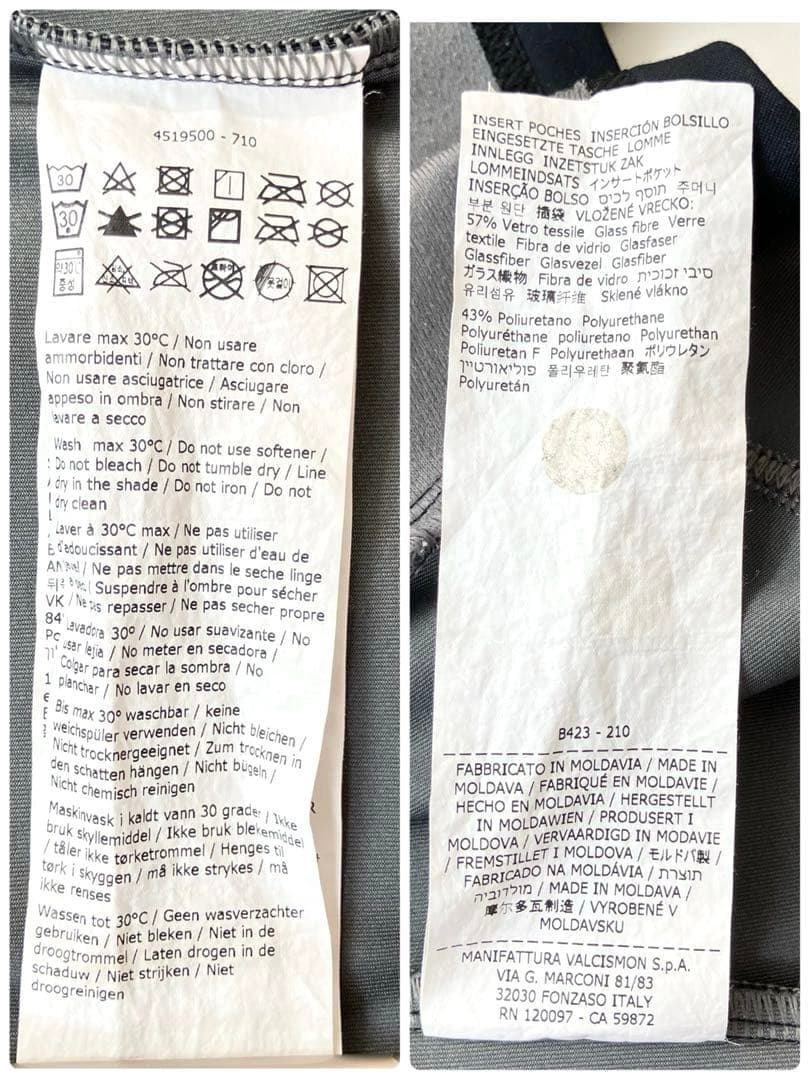 4519500 - 710
30
30
약30℃
중성
Lavare max 30°C / Non usare
ammorbidenti / Non trattare con cloro /
Non usare asciugatrice / Asciugare
appeso in ombra / Non stirare / Non
lavare a secco
Wash max 30°C / Do not use softener /
Do not bleach / Do not tumble dry / Line
dry in the shade / Do not iron / Do not
dry clean
Laver à 30°C max / Ne pas utiliser
d'adoucissant / Ne pas utiliser d'eau de
/ Ne pas mettre dans le seche linge
Suspendre à l'ombre pour sécher
/ Ne pas repasser / Ne pas secher propre
Lavadora 30° / No usar suavizante / No
usar lejia / No meter en secadora /
Colgar para secar la sombra / No
planchar / No lavar en seco
Bis max 30° waschbar / keine
weichspüler verwenden / Nicht bleichen /
Nicht trocknergeeignet / Zum trocknen in
den schatten hängen / Nicht bügeln /
Nicht chemisch reinigen
Maskinvask i kaldt vann 30 grader / Ikke
bruk skyllemiddel / Ikke bruk blekemiddel
/ tåler ikke tørketrommel / Henges til
tørk i skyggen / må ikke strykes / må
ikke renses
Wassen tot 30°C / Geen wasverzachter
gebruiken / Niet bleken / Niet in de
droogtrommel / Laten drogen in de
schaduw / Niet strijken / Niet
droogreinigen
INSERT POCHES INSERCIÓN BOLSILLO
EINGESETZTE TASCHE LOMME
INNLEGG INZETSTUK ZAK
LOMMEINDSATS インサートポケット
INSERÇÃO BOLSO תוסף לכיס 주머니
부분 원단 插袋 VLOŽENÉ VRECKO:
57% Vetro tessile Glass fibre Verre
textile Fibra de vidrio Glasfaser
Glassfiber Glasvezel Glasfiber
ガラス織物 Fibra de vidro סיבי זכוכית
유리섬유 玻璃纤维 Sklené vlákno
43% Poliuretano Polyurethane
Polyuréthane poliuretano Polyurethan
Poliuretan F Polyurethaan ポリウレタン
פוליאורטיין 폴리우레탄 聚氨酯
Polyuretán
B423 - 210
FABBRICATO IN MOLDAVIA / MADE IN
MOLDAVA / FABRIQUÉ EN MOLDAVIE /
HECHO EN MOLDAVIA / HERGESTELLT
IN MOLDAWIEN / PRODUSERT I
MOLDOVA / VERVAARDIGD IN MODAVIE
/ FREMSTILLET I MOLDOVA / モルドバ製 /
FABRICADO NA MOLDÁVIA / תוצרת
מולדוביה / MADE IN MOLDAVA /
摩尔多瓦制造 / VYROBENÉ V
MOLDAVSKU
MANIFATTURA VALCISMON S.p.A.
VIA G. MARCONI 81/83
32030 FONZASO ITALY
RN 120097 - CA 59872